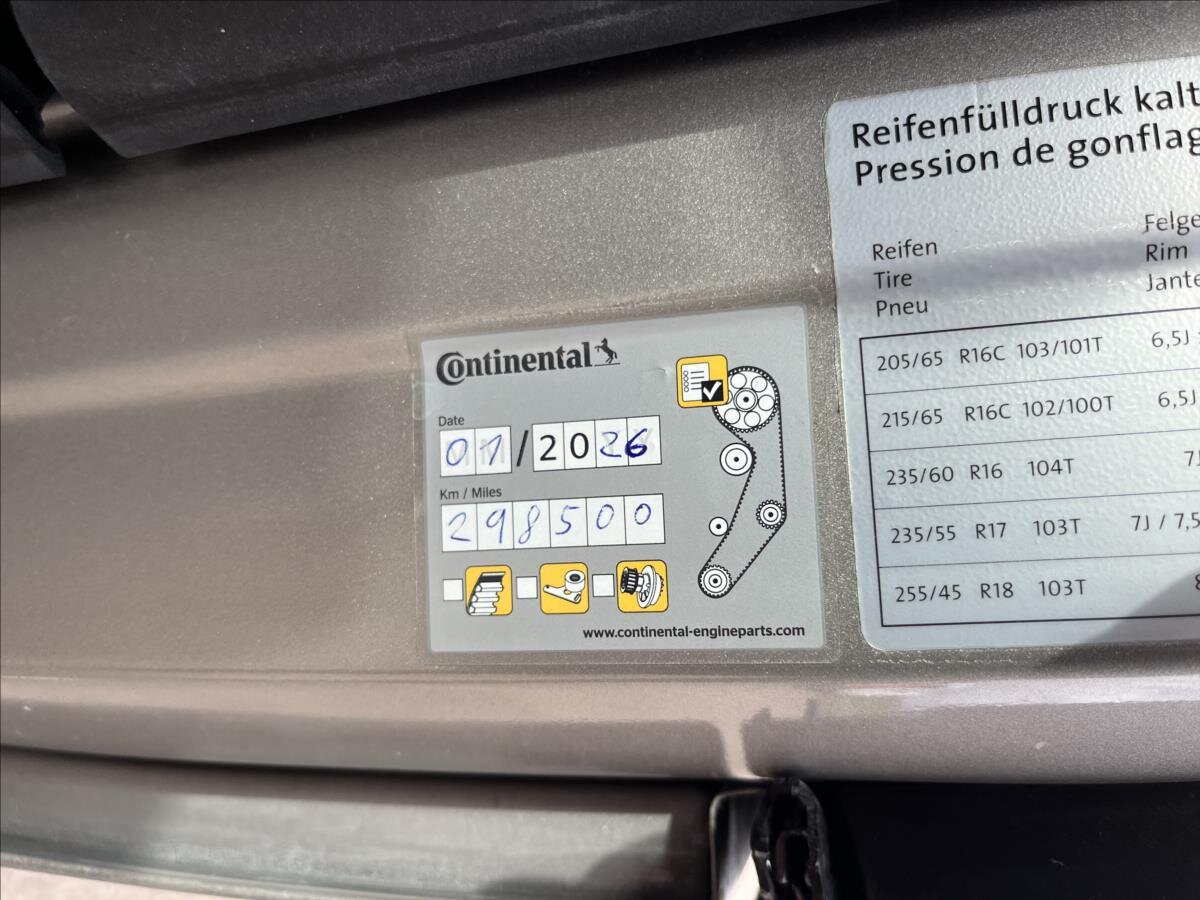 Continental
Date
01/2026
Km / Miles
298500
www.continental-engineparts.com
Reifenfülldruck kalt
Pression de gonflag
Reifen
Tire
Pneu
Felge
Rim
Jante
205/65 R16C 103/101T 6,5J
215/65 R16C 102/100T 6,5J
235/60 R16 104T 7J
235/55 R17 103T 7J / 7,5
255/45 R18 103T 8